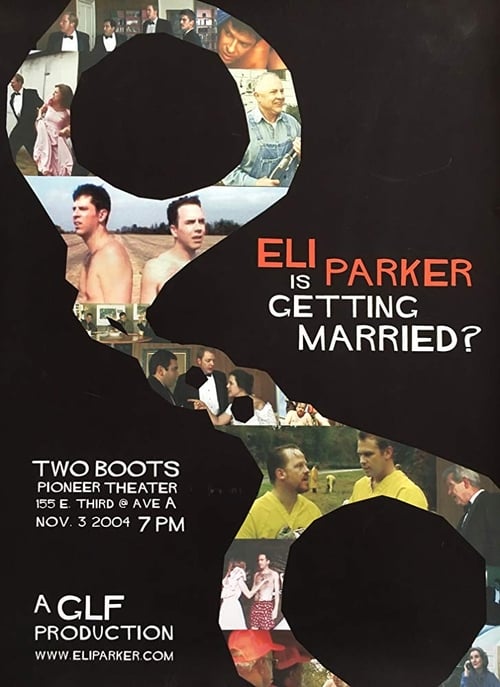 ELI PARKER
IS
GETTING
MARRIED?
TWO BOOTS
PIONEER THEATER
155 E. THIRD @ AVE A
NOV. 3 2004 7 PM
A GLF
PRODUCTION
WWW.ELIPARKER.COM